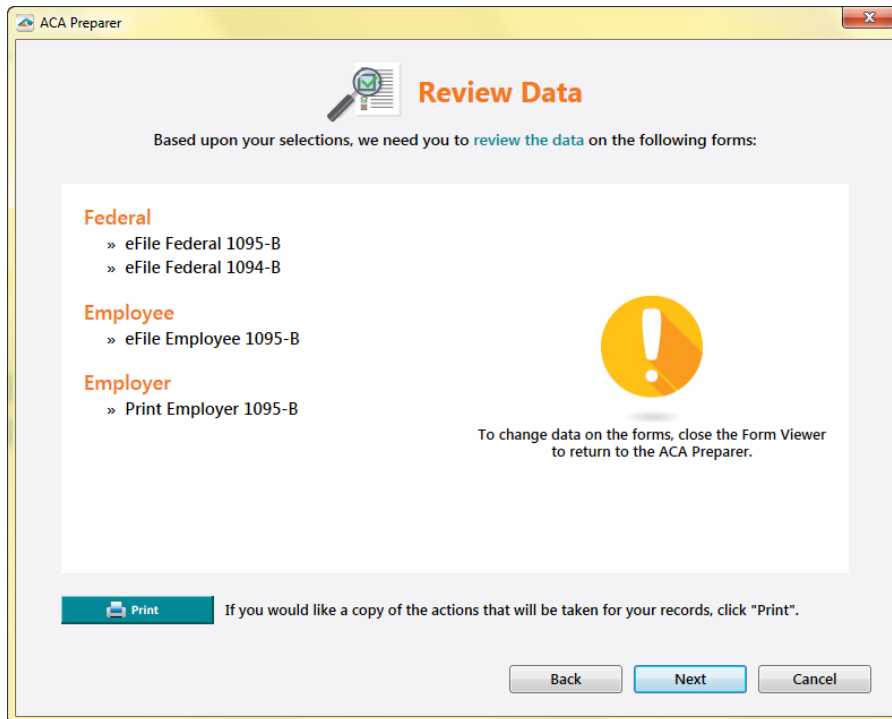 ACA Preparer
Review Data
Based upon your selections, we need you to review the data on the following forms:
Federal
» eFile Federal 1095-B
» eFile Federal 1094-B
Employee
» eFile Employee 1095-B
Employer
» Print Employer 1095-B
To change data on the forms, close the Form Viewer
to return to the ACA Preparer.
Print
If you would like a copy of the actions that will be taken for your records, click "Print".
Back
Next
Cancel